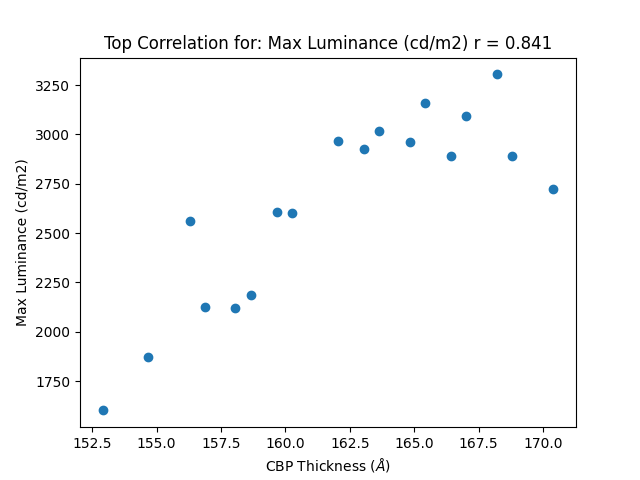 Top Correlation for: Max Luminance (cd/m2) r = 0.841
Max Luminance (cd/m2)
3250
3000
2750
2500
2250
2000
1750
152.5 155.0 157.5 160.0 162.5 165.0 167.5 170.0
CBP Thickness (Å)